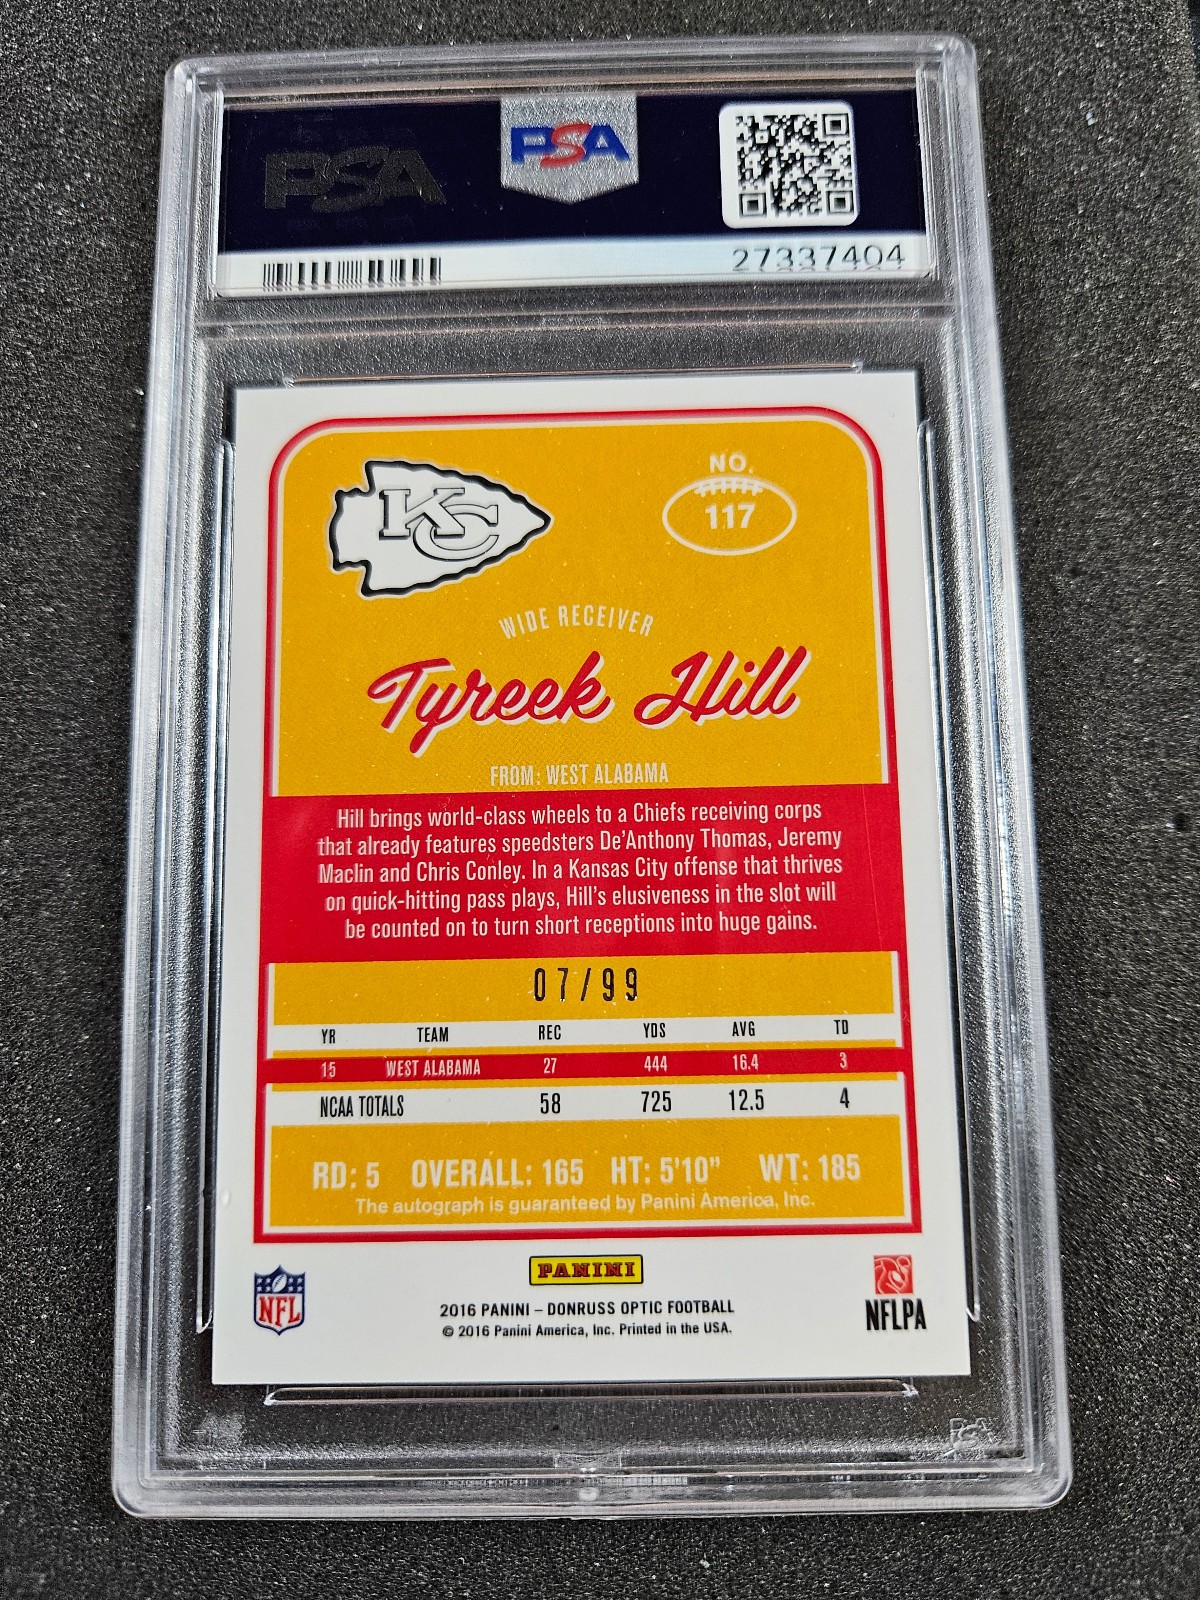 PSA
PSA
27337404
KC
NO.
117
WIDE RECEIVER
Tyreek Hill
FROM: WEST ALABAMA
Hill brings world-class wheels to a Chiefs receiving corps
that already features speedsters De'Anthony Thomas, Jeremy
Maclin and Chris Conley. In a Kansas City offense that thrives
on quick-hitting pass plays, Hill's elusiveness in the slot will
be counted on to turn short receptions into huge gains.
07/99
YR TEAM REC YDS AVG TD
15 WEST ALABAMA 27 444 16.4 3
NCAA TOTALS 58 725 12.5 4
RD: 5 OVERALL: 165 HT: 5'10" WT: 185
The autograph is guaranteed by Panini America, Inc.
PANINI
NFL
2016 PANINI – DONRUSS OPTIC FOOTBALL
© 2016 Panini America, Inc. Printed in the USA.
NFLPA
PSA